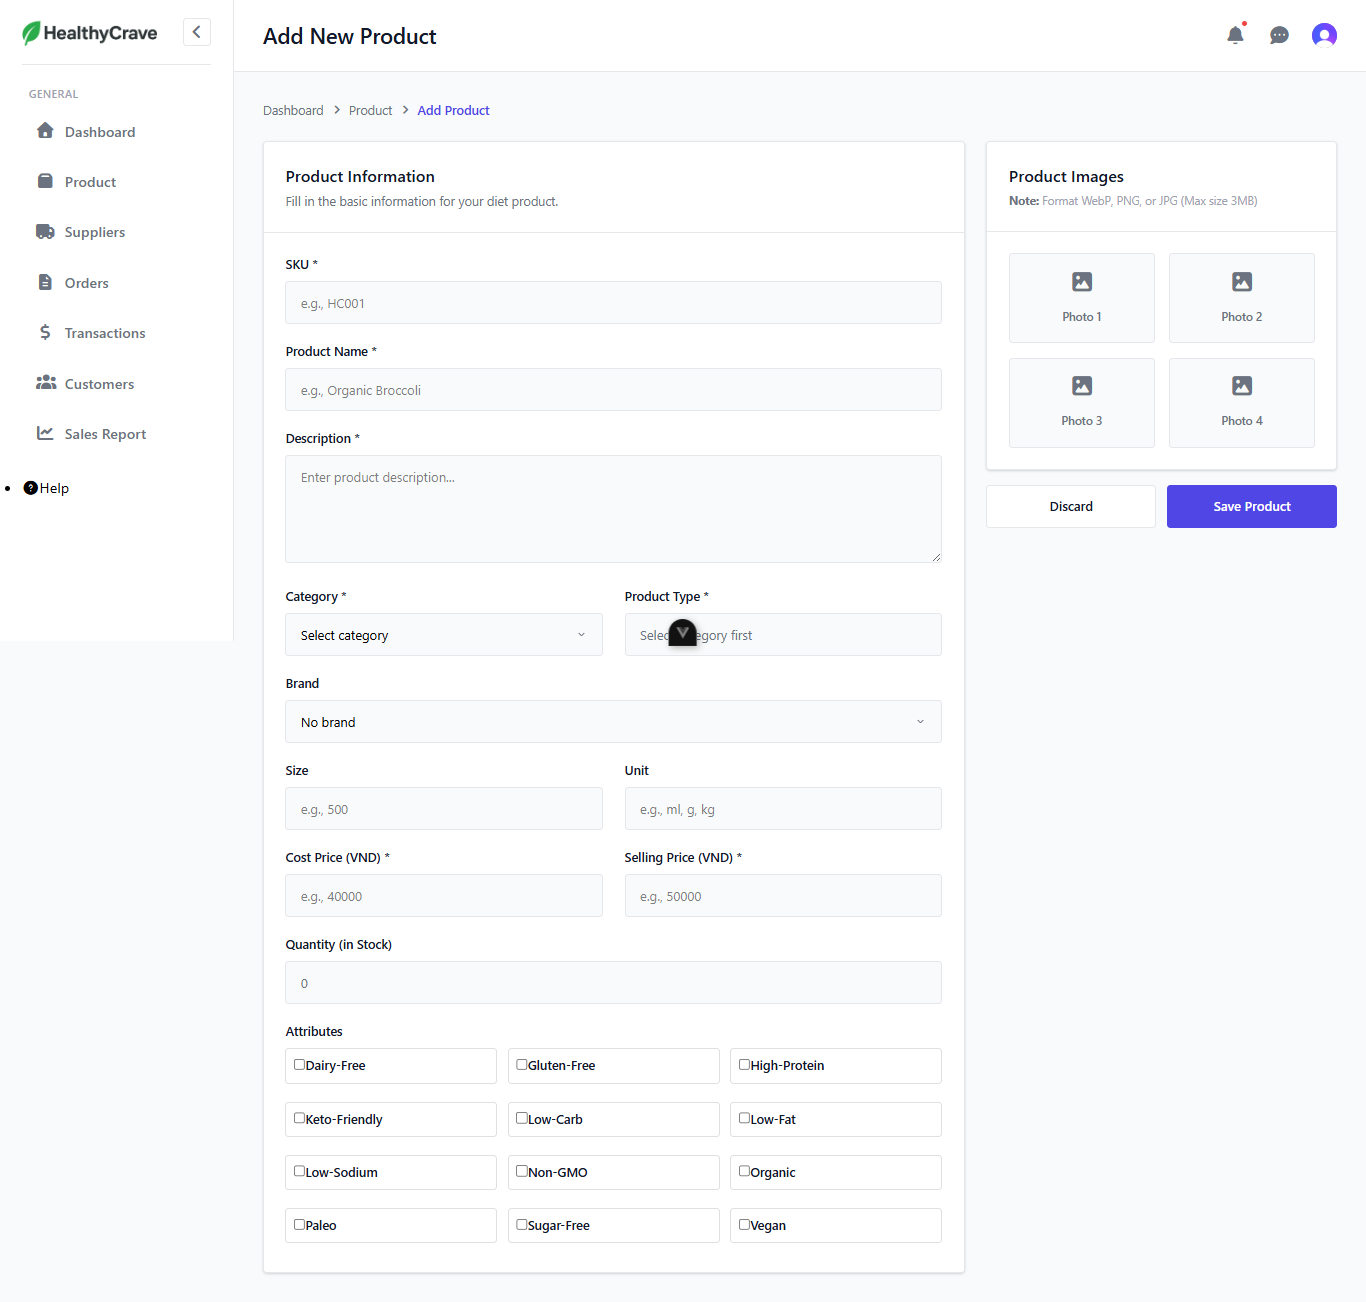 HealthyCrave
GENERAL
Dashboard
Product
Suppliers
Orders
Transactions
Customers
Sales Report
Help
Add New Product
Dashboard > Product > Add Product
Product Information
Fill in the basic information for your diet product.
SKU *
e.g., HC001
Product Name *
e.g., Organic Broccoli
Description *
Enter product description...
Category * Product Type *
Select category first
Brand
No brand
Size Unit
e.g., 500 e.g., ml, g, kg
Cost Price (VND) * Selling Price (VND) *
e.g., 40000 e.g., 50000
Quantity (in Stock)
0
Attributes
Dairy-Free Gluten-Free High-Protein
Keto-Friendly Low-Carb Low-Fat
Low-Sodium Non-GMO Organic
Paleo Sugar-Free Vegan
Product Images
Note: Format WebP, PNG, or JPG (Max size 3MB)
Photo 1 Photo 2
Photo 3 Photo 4
Discard Save Product